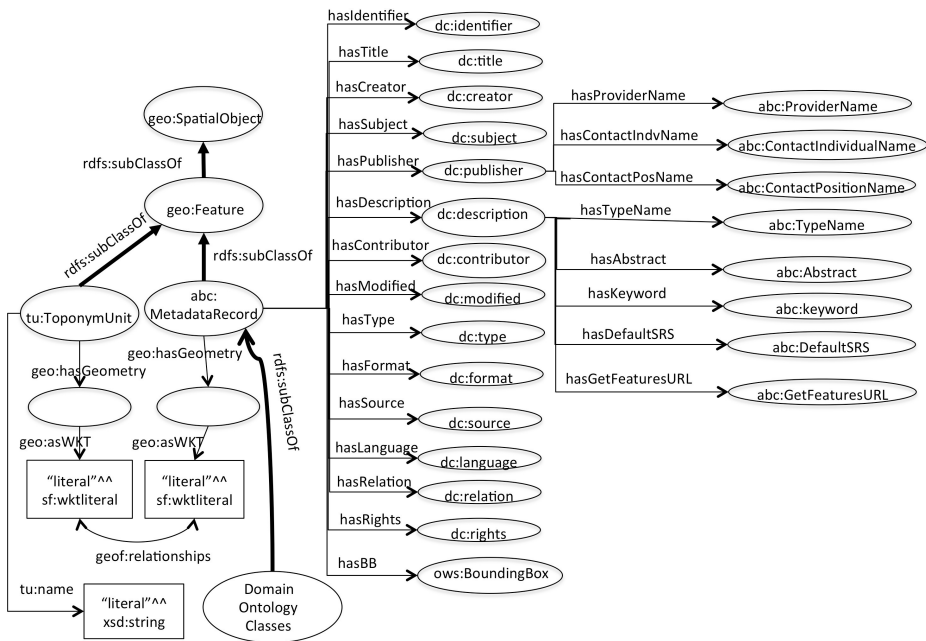 geo:SpatialObject
rdfs:subClassOf
geo:Feature
rdfs:subClassOf
rdfs:subClassOf
tu:ToponymUnit
abc:
MetadataRecord
geo:hasGeometry
geo:hasGeometry
rdfs:subClassOf
geo:asWKT
geo:asWKT
"literal"^^
sf:wktliteral
"literal"^^
sf:wktliteral
geof:relationships
tu:name
"literal"^^
xsd:string
Domain
Ontology
Classes
hasIdentifier
dc:identifier
hasTitle
dc:title
hasCreator
dc:creator
hasSubject
dc:subject
hasPublisher
dc:publisher
hasDescription
dc:description
hasContributor
dc:contributor
hasModified
dc:modified
hasType
dc:type
hasFormat
dc:format
hasSource
dc:source
hasLanguage
dc:language
hasRelation
dc:relation
hasRights
dc:rights
hasBB
ows:BoundingBox
hasProviderName
abc:ProviderName
hasContactIndvName
abc:ContactIndividualName
hasContactPosName
abc:ContactPositionName
hasTypeName
abc:TypeName
hasAbstract
abc:Abstract
hasKeyword
abc:keyword
hasDefaultSRS
abc:DefaultSRS
hasGetFeaturesURL
abc:GetFeaturesURL